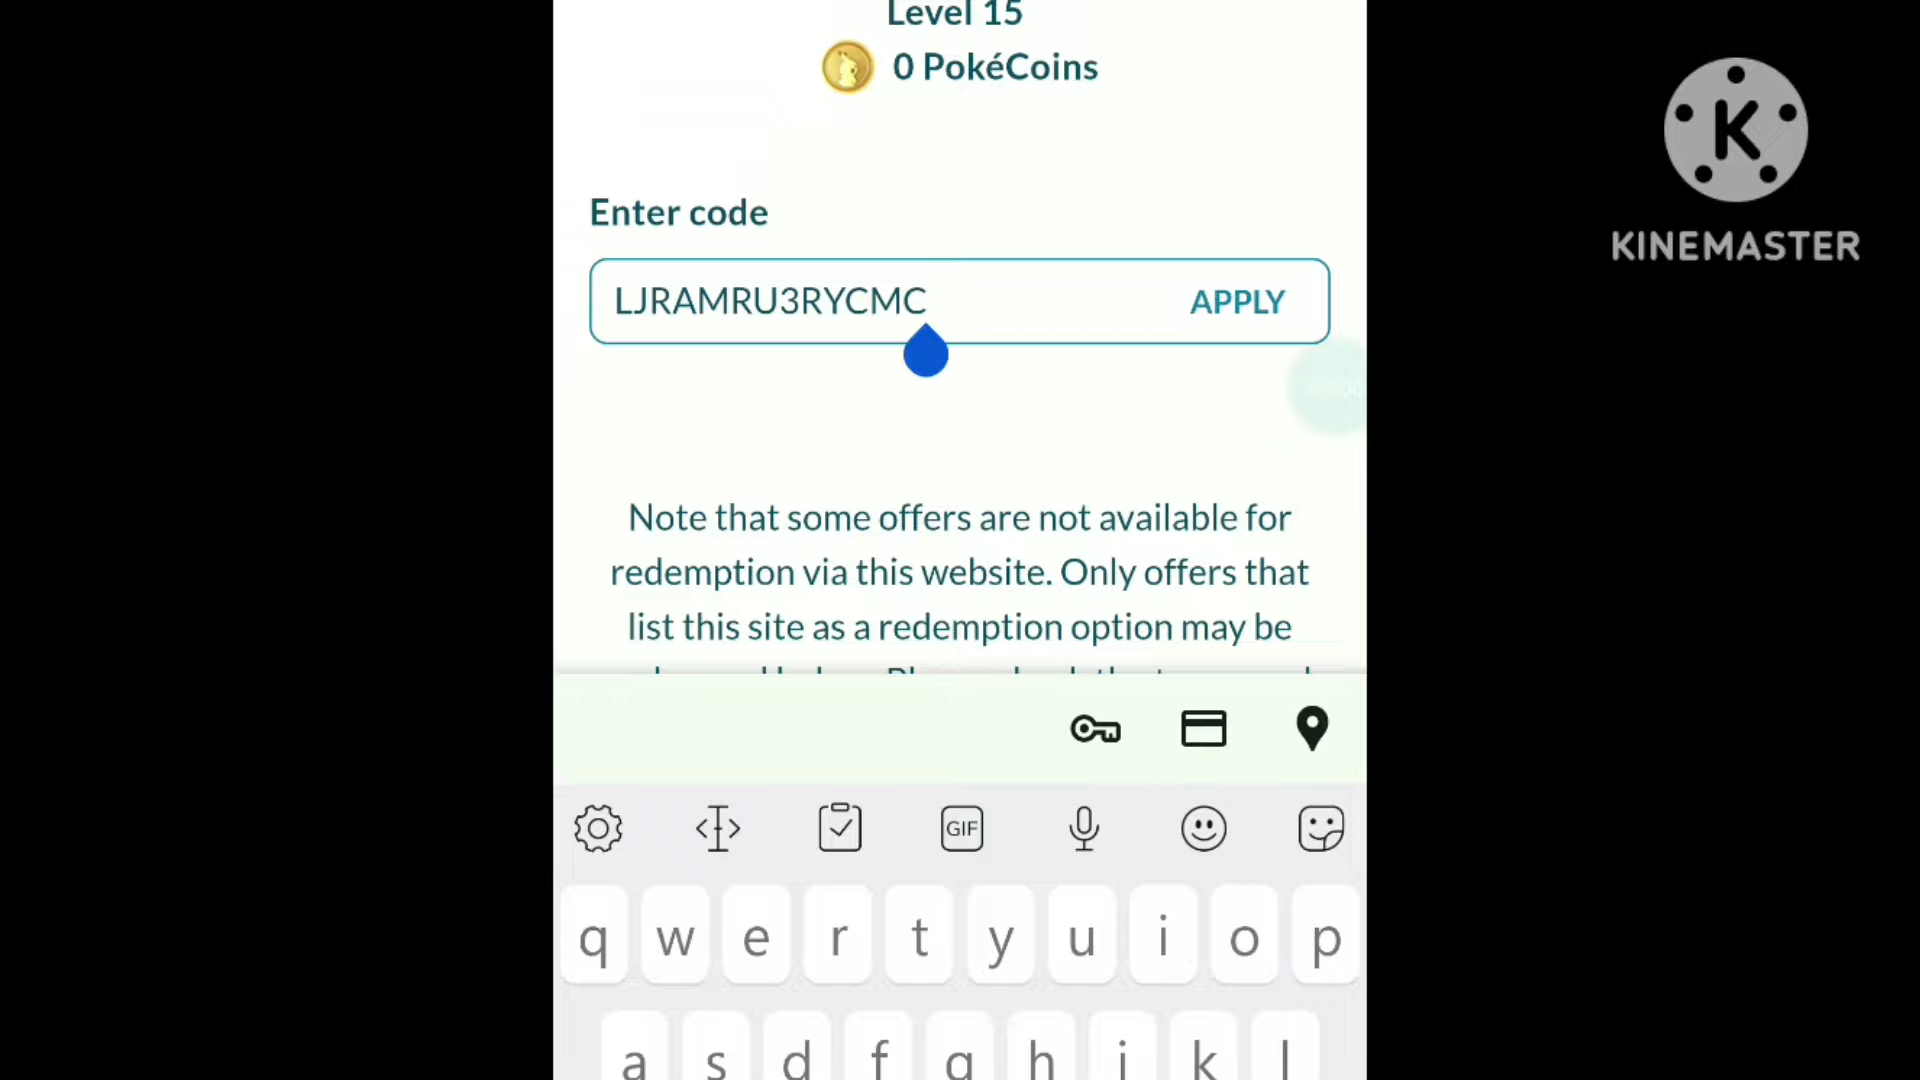 Level 15
0 PokéCoins
K
KINEMASTER
Enter code
LJRAMRU3RYCMC
APPLY
Note that some offers are not available for
redemption via this website. Only offers that
list this site as a redemption option may be
GIF
q w e r t y u i o p
a s d f g h j k l